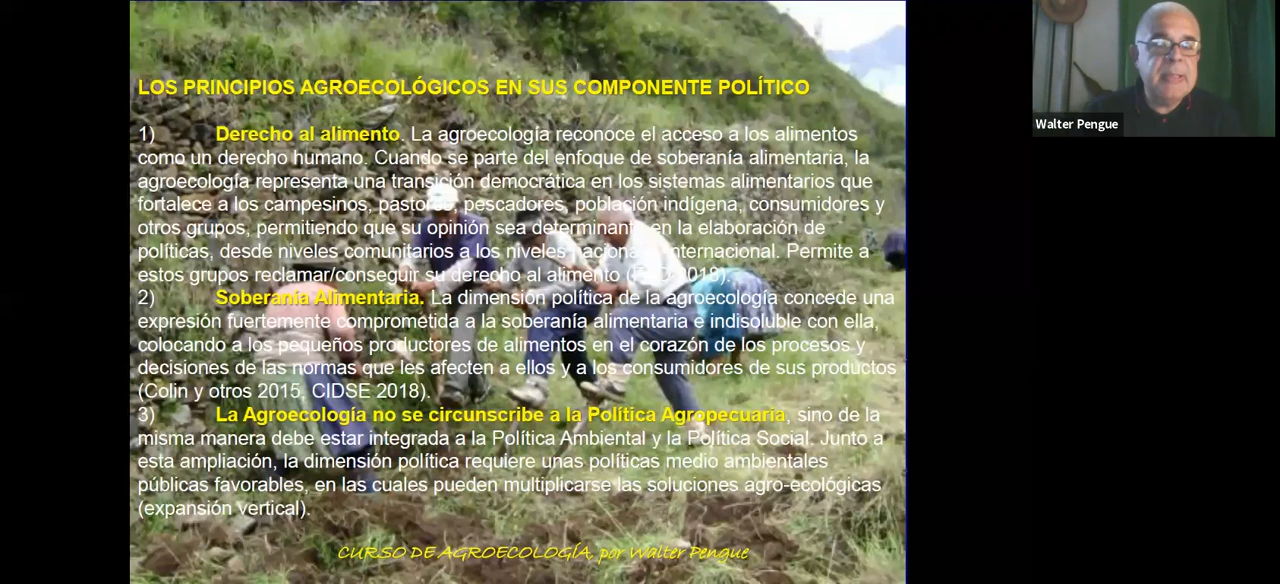 LOS PRINCIPIOS AGROECOLÓGICOS EN SUS COMPONENTE POLÍTICO
1) Derecho al alimento. La agroecología reconoce el acceso a los alimentos
como un derecho humano. Cuando se parte del enfoque de soberanía alimentaria, la
agroecología representa una transición democrática en los sistemas alimentarios que
fortalece a los campesinos, pastores, pescadores, población indígena, consumidores y
otros grupos, permitiendo que su opinión sea determinante en la elaboración de
políticas, desde niveles comunitarios a los niveles nacional e internacional. Permite a
estos grupos reclamar/conseguir su derecho al alimento
2) Soberanía Alimentaria. La dimensión política de la agroecología concede una
expresión fuertemente comprometida a la soberanía alimentaria e indisoluble con ella,
colocando a los pequeños productores de alimentos en el corazón de los procesos y
decisiones de las normas que les afecten a ellos y a los consumidores de sus productos
(Colin y otros 2015, CIDSE 2018).
3) La Agroecología no se circunscribe a la Política Agropecuaria, sino de la
misma manera debe estar integrada a la Política Ambiental y la Política Social. Junto a
esta ampliación, la dimensión política requiere unas políticas medio ambientales
públicas favorables, en las cuales pueden multiplicarse las soluciones agro-ecológicas
(expansión vertical).
CURSO DE AGROECOLOGÍA, por Walter Pengue
Walter Pengue